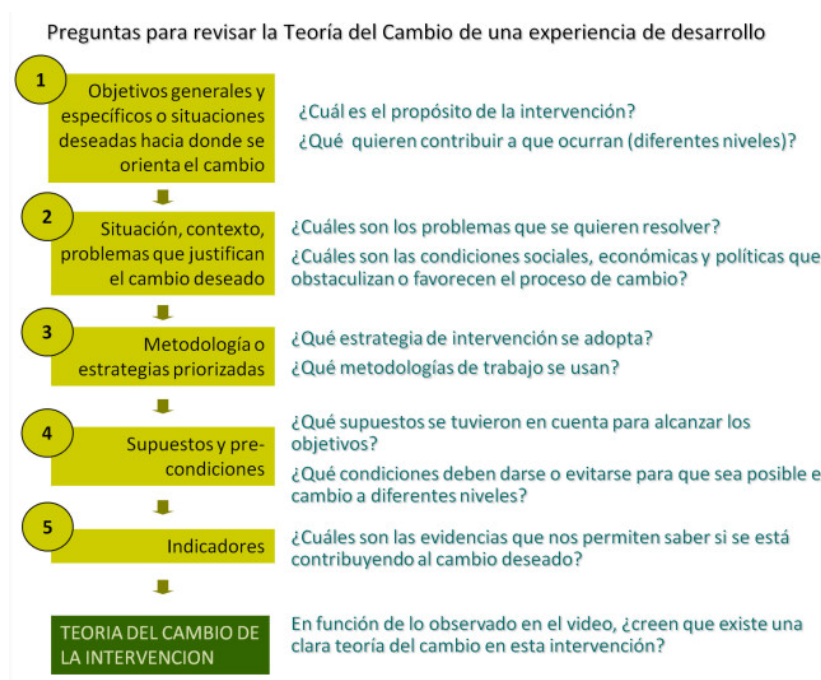 Preguntas para revisar la Teoría del Cambio de una experiencia de desarrollo
1
Objetivos generales y
específicos o situaciones
deseadas hacia donde se
orienta el cambio
¿Cuál es el propósito de la intervención?
¿Qué quieren contribuir a que ocurran (diferentes niveles)?
2
Situación, contexto,
problemas que justifican
el cambio deseado
¿Cuáles son los problemas que se quieren resolver?
¿Cuáles son las condiciones sociales, económicas y políticas que
obstaculizan o favorecen el proceso de cambio?
3
Metodología o
estrategias priorizadas
¿Qué estrategia de intervención se adopta?
¿Qué metodologías de trabajo se usan?
4
Supuestos y pre-
condiciones
¿Qué supuestos se tuvieron en cuenta para alcanzar los
objetivos?
¿Qué condiciones deben darse o evitarse para que sea posible e
cambio a diferentes niveles?
5
Indicadores
¿Cuáles son las evidencias que nos permiten saber si se está
contribuyendo al cambio deseado?
TEORIA DEL CAMBIO DE
LA INTERVENCION
En función de lo observado en el video, ¿creen que existe una
clara teoría del cambio en esta intervención?